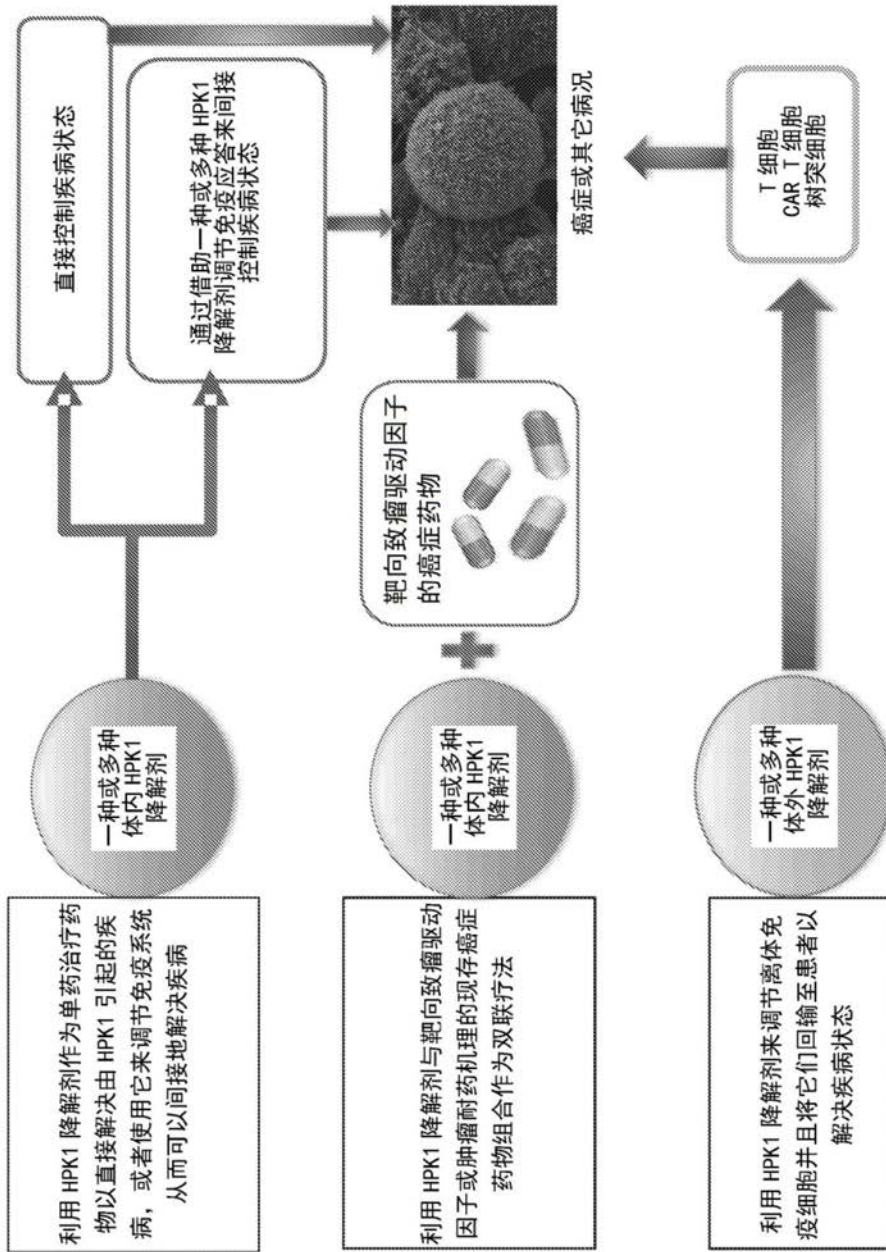 利用 HPK1 降解剂作为单药治疗药
物以直接解决由 HPK1 引起的疾
病，或者使用它来调节免疫系统
从而可以间接地解决疾病
一种或多种
体内 HPK1
降解剂
直接控制疾病状态
通过借助一种或多种 HPK1
降解剂调节免疫应答来间接
控制疾病状态
利用 HPK1 降解剂与靶向致瘤驱动
因子或肿瘤耐药机理的现存癌症
药物组合作为双联疗法
一种或多种
体内 HPK1
降解剂
靶向致瘤驱动因子
的癌症药物
癌症或其它病况
利用 HPK1 降解剂来调节离体免
疫细胞并且将它们回输至患者以
解决疾病状态
一种或多种
体外 HPK1
降解剂
T 细胞
CAR T 细胞
树突细胞